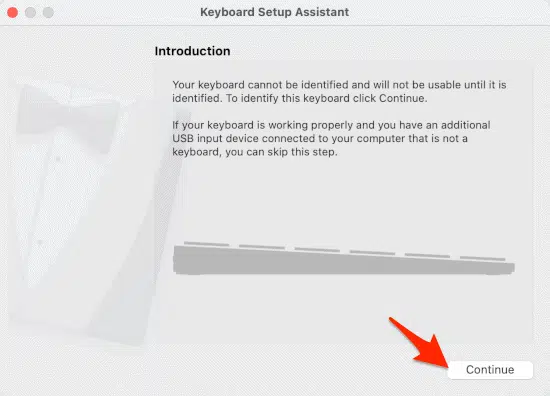 Keyboard Setup Assistant
Introduction
Your keyboard cannot be identified and will not be usable until it is
identified. To identify this keyboard click Continue.
If your keyboard is working properly and you have an additional
USB input device connected to your computer that is not a
keyboard, you can skip this step.
Continue